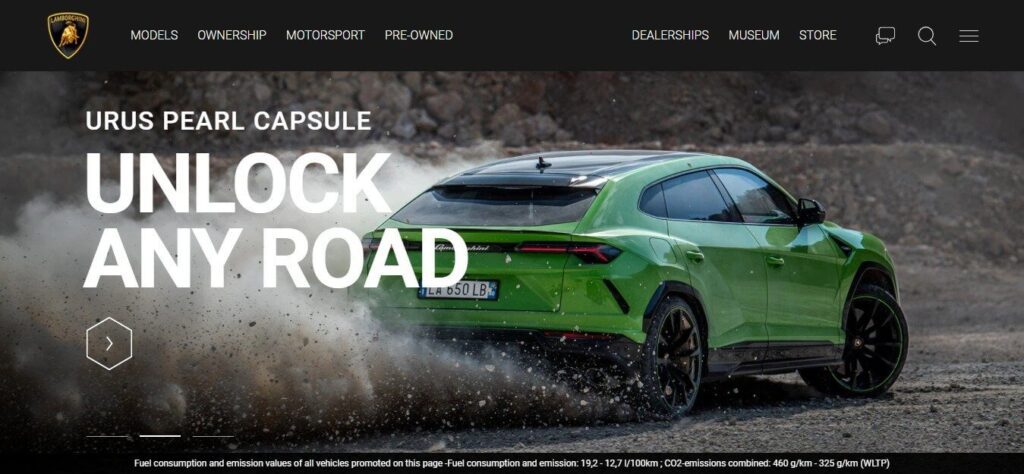 LAMBORGHINI
MODELS OWNERSHIP MOTORSPORT PRE-OWNED DEALERSHIPS MUSEUM STORE
URUS PEARL CAPSULE
UNLOCK
ANY ROAD
Lamborghini
LA 650 LB
Fuel consumption and emission values of all vehicles promoted on this page -Fuel consumption and emission: 19,2 - 12,7 l/100km ; CO2-emissions combined: 460 g/km - 325 g/km (WLTP)